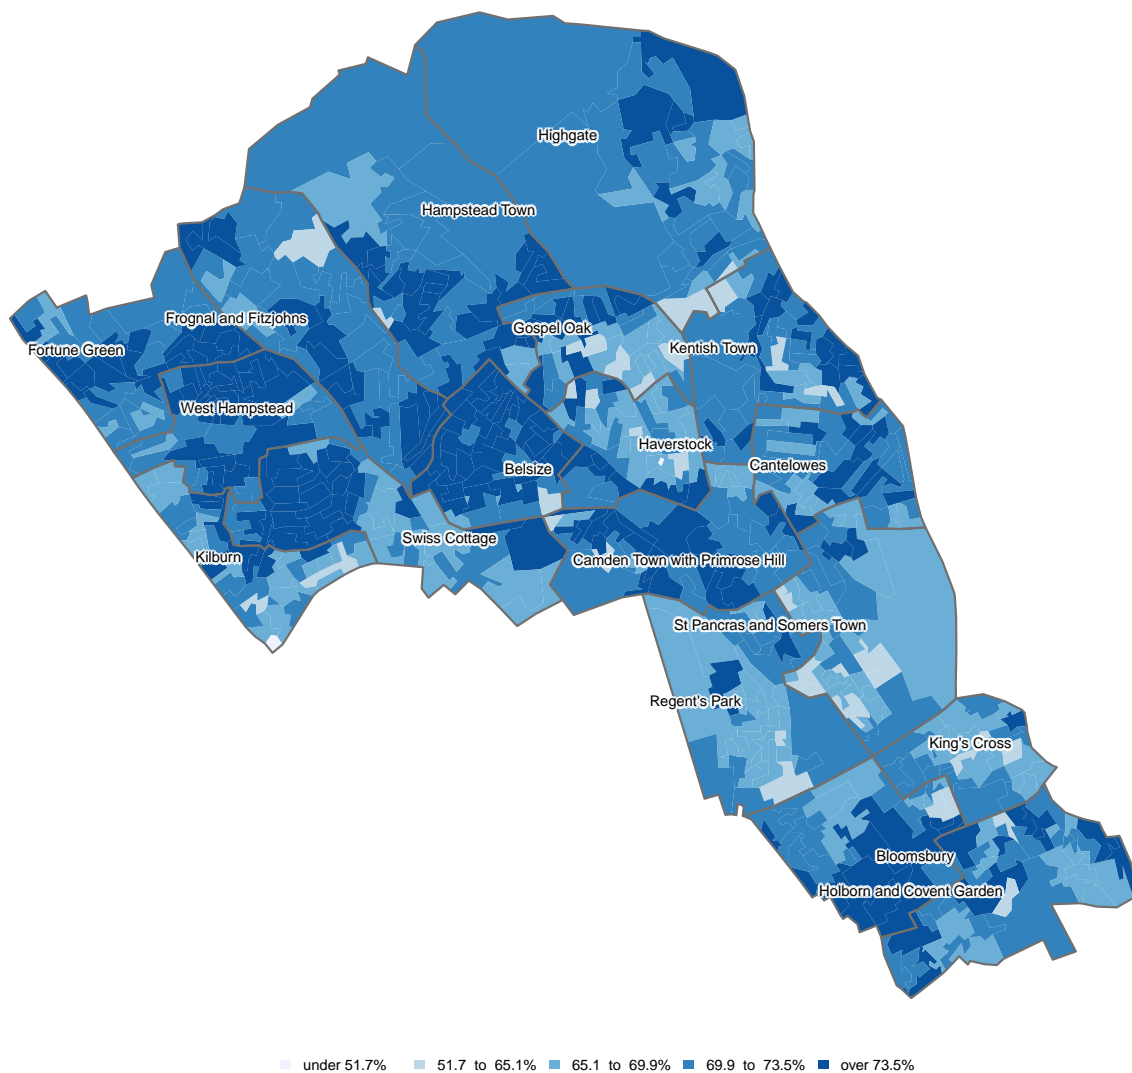 Highgate
Hampstead Town
Frognal and Fitzjohns
Gospel Oak
Fortune Green
Kentish Town
West Hampstead
Haverstock
Belsize
Cantelowes
Swiss Cottage
Kilburn
Camden Town with Primrose Hill
St Pancras and Somers Town
Regent's Park
King's Cross
Bloomsbury
Holborn and Covent Garden
under 51.7% 51.7 to 65.1% 65.1 to 69.9% 69.9 to 73.5% over 73.5%